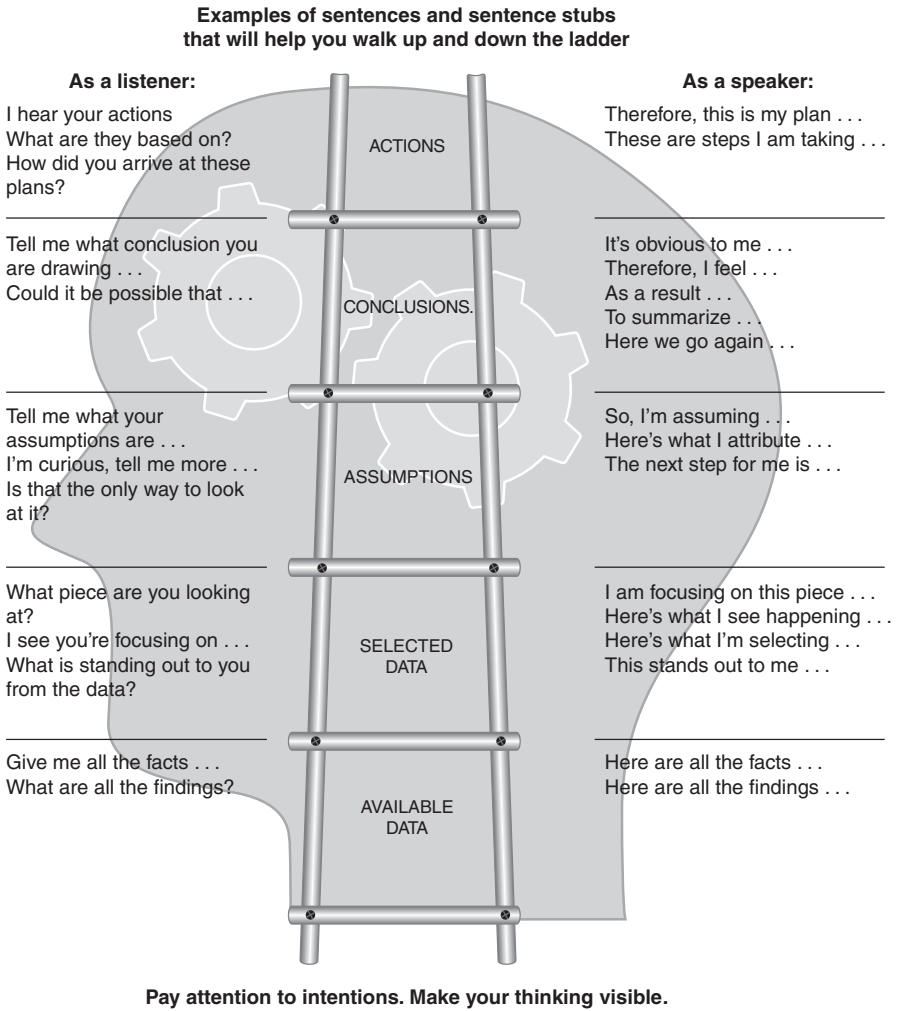 Examples of sentences and sentence stubs
that will help you walk up and down the ladder
As a listener:
I hear your actions
What are they based on?
How did you arrive at these
plans?
ACTIONS
As a speaker:
Therefore, this is my plan . . .
These are steps I am taking . . .
Tell me what conclusion you
are drawing . . .
Could it be possible that . . .
CONCLUSIONS.
It's obvious to me . . .
Therefore, I feel . . .
As a result . . .
To summarize . . .
Here we go again . . .
Tell me what your
assumptions are . . .
I'm curious, tell me more . . .
Is that the only way to look
at it?
ASSUMPTIONS
So, I'm assuming . . .
Here's what I attribute . . .
The next step for me is . . .
What piece are you looking
at?
I see you're focusing on . . .
What is standing out to you
from the data?
SELECTED
DATA
I am focusing on this piece . . .
Here's what I see happening . . .
Here's what I'm selecting . . .
This stands out to me . . .
Give me all the facts . . .
What are all the findings?
AVAILABLE
DATA
Here are all the facts . . .
Here are all the findings . . .
Pay attention to intentions. Make your thinking visible.